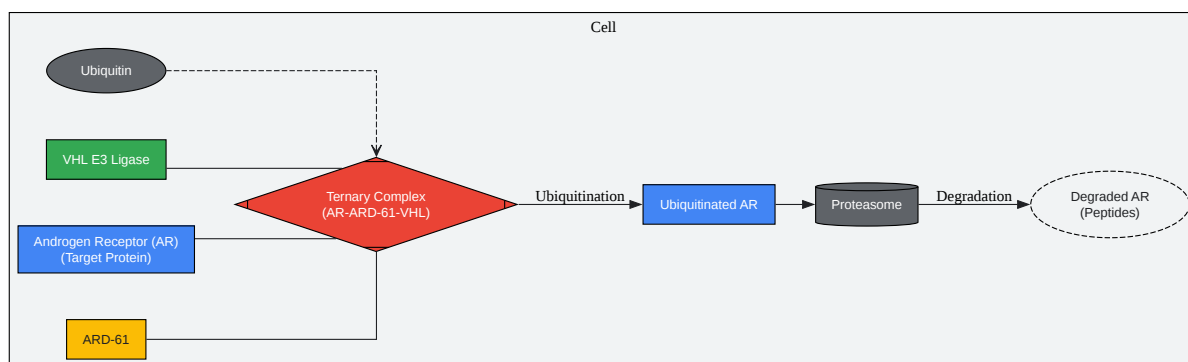 Cell
Ubiquitin
VHL E3 Ligase
Androgen Receptor (AR)
(Target Protein)
ARD-61
Ternary Complex
(AR-ARD-61-VHL)
Ubiquitination
Ubiquitinated AR
Proteasome
Degradation
Degraded AR
(Peptides)